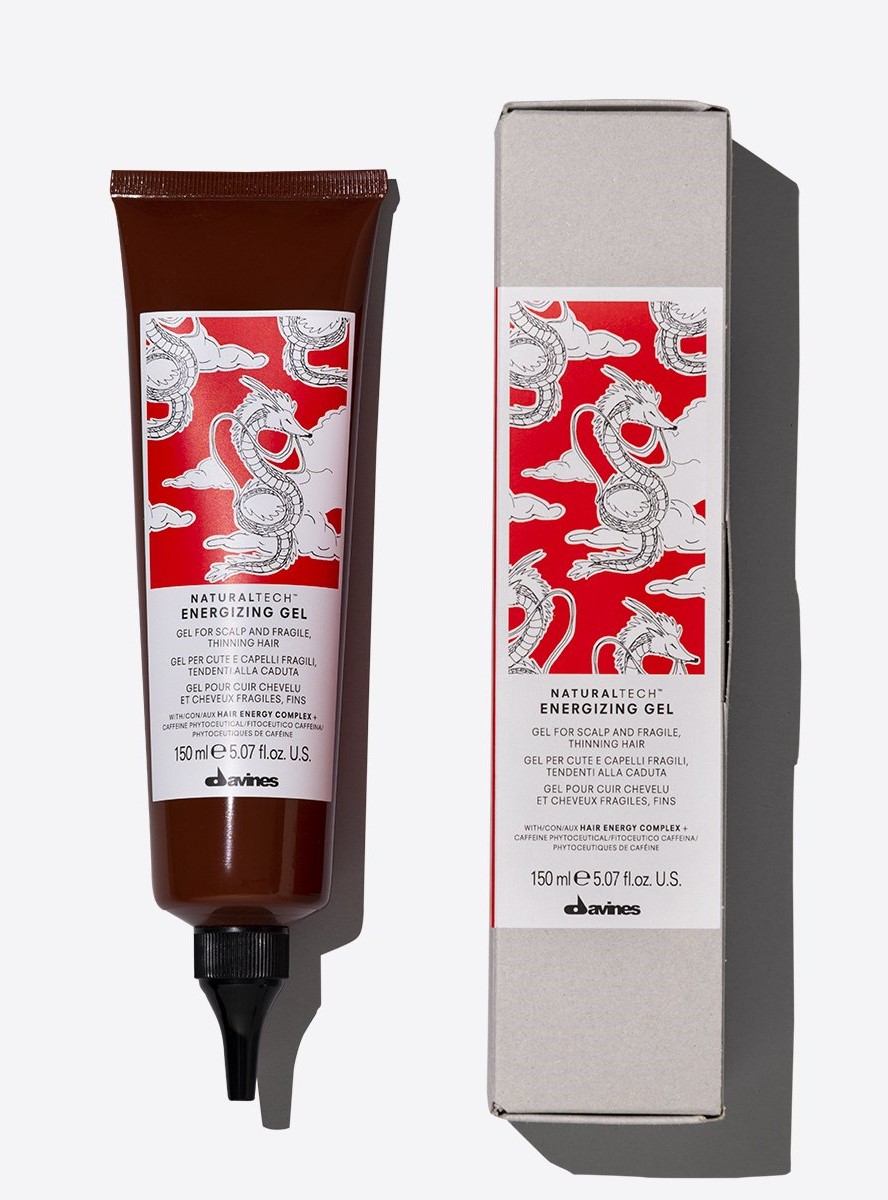 NATURALTECH™
ENERGIZING GEL
GEL FOR SCALP AND FRAGILE,
THINNING HAIR
GEL PER CUTE E CAPELLI FRAGILI,
TENDENTI ALLA CADUTA
GEL POUR CUIR CHEVELU
ET CHEVEUX FRAGILES, FINS
WITH/CON/AUX HAIR ENERGY COMPLEX +
CAFFEINE PHYTOCEUTICAL/FITOCEUTICO CAFFEINA/
PHYTOCEUTIQUES DE CAFÉINE
150 ml ℮ 5.07 fl.oz. U.S.
davines
NATURALTECH™
ENERGIZING GEL
GEL FOR SCALP AND FRAGILE,
THINNING HAIR
GEL PER CUTE E CAPELLI FRAGILI,
TENDENTI ALLA CADUTA
GEL POUR CUIR CHEVELU
ET CHEVEUX FRAGILES, FINS
WITH/CON/AUX HAIR ENERGY COMPLEX +
CAFFEINE PHYTOCEUTICAL/FITOCEUTICO CAFFEINA/
PHYTOCEUTIQUES DE CAFÉINE
150 ml ℮ 5.07 fl.oz. U.S.
davines